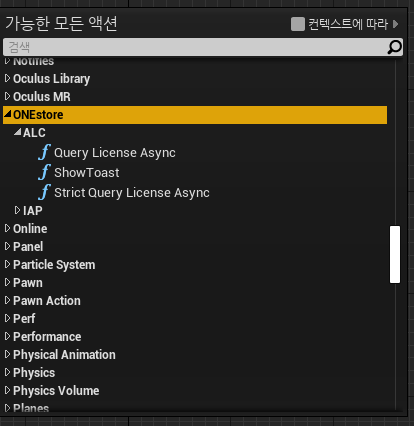 가능한 모든 액션
컨텍스트에 따라
검색
Notifies
Oculus Library
Oculus MR
ONEstore
ALC
Query License Async
ShowToast
Strict Query License Async
IAP
Online
Panel
Particle System
Pawn
Pawn Action
Perf
Performance
Physical Animation
Physics
Physics Volume
Planes